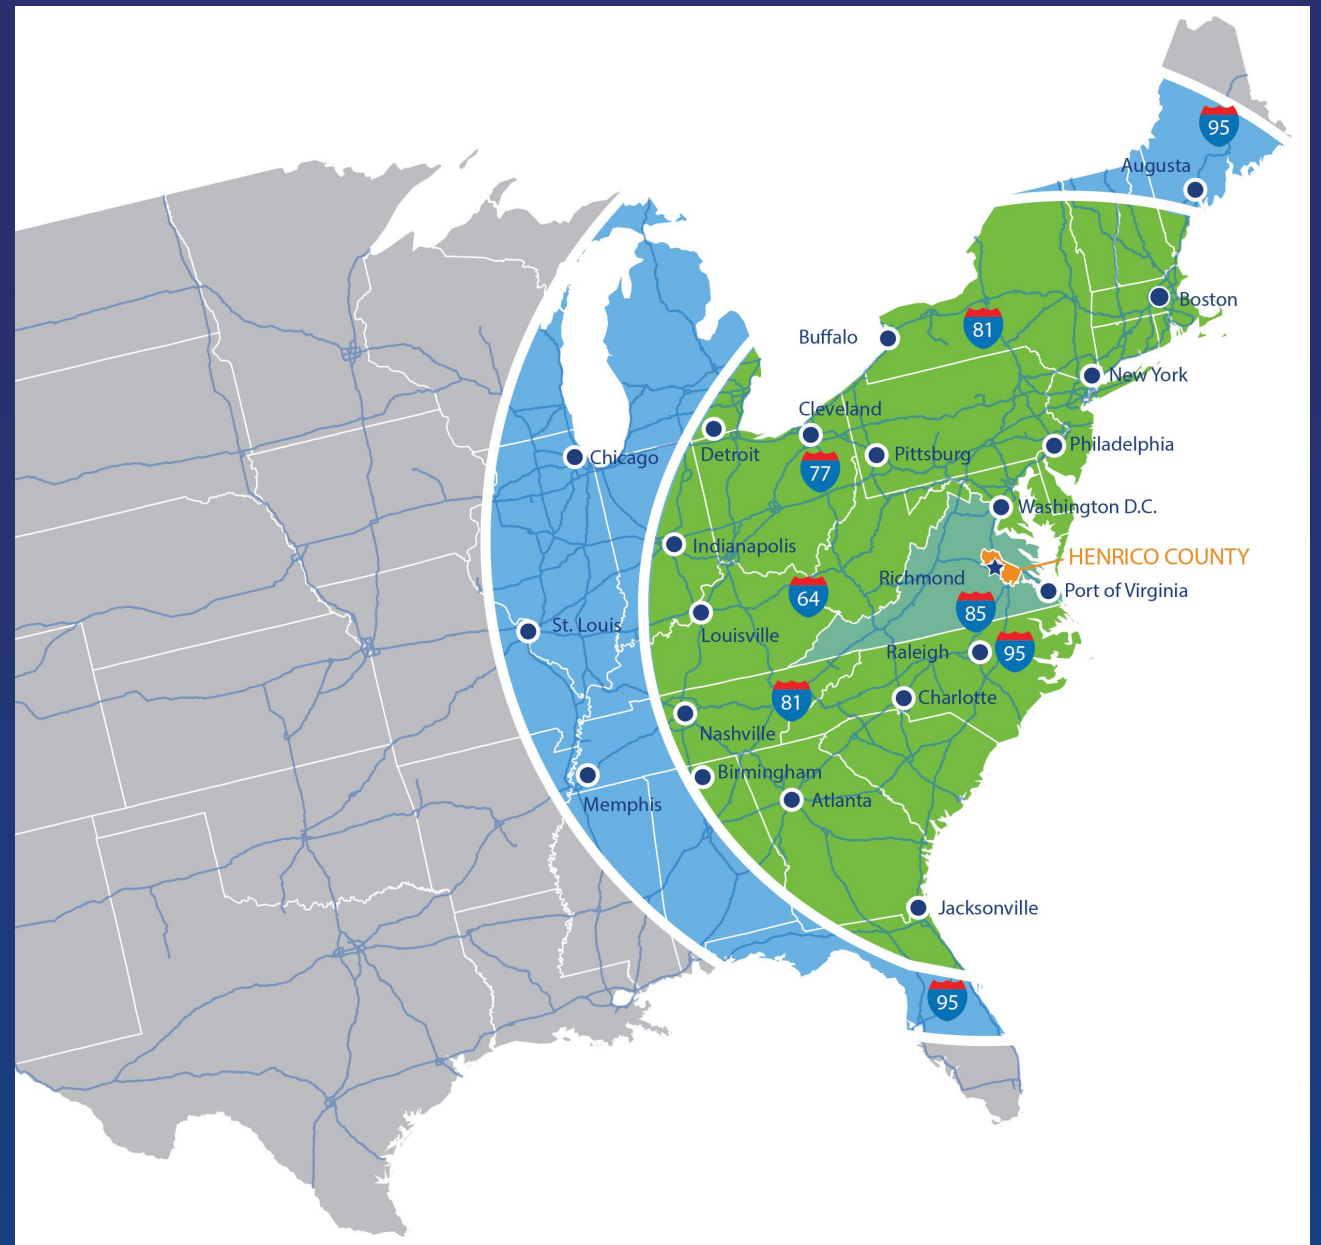 95
Augusta
Boston
Buffalo
81
New York
Cleveland
Detroit
Pittsburg
Philadelphia
Chicago
77
Washington D.C.
Indianapolis
HENRICO COUNTY
Richmond
Port of Virginia
64
85
St. Louis
Louisville
Raleigh
95
81
Charlotte
Nashville
Birmingham
Atlanta
Memphis
Jacksonville
95